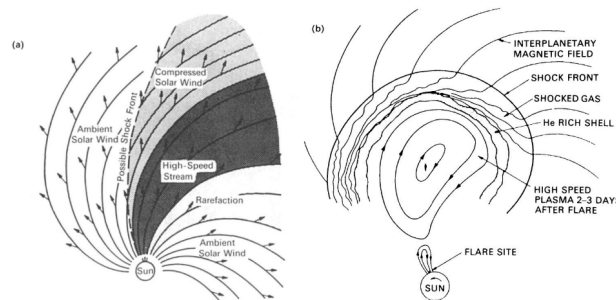 (a)
Possible Shock Front
Compressed
Solar Wind
Ambient
Solar Wind
High-Speed
Stream
Rarefaction
Ambient
Solar Wind
Sun
(b)
INTERPLANETARY
MAGNETIC FIELD
SHOCK FRONT
SHOCKED GAS
He RICH SHELL
HIGH SPEED
PLASMA 2-3 DAY
AFTER FLARE
FLARE SITE
SUN